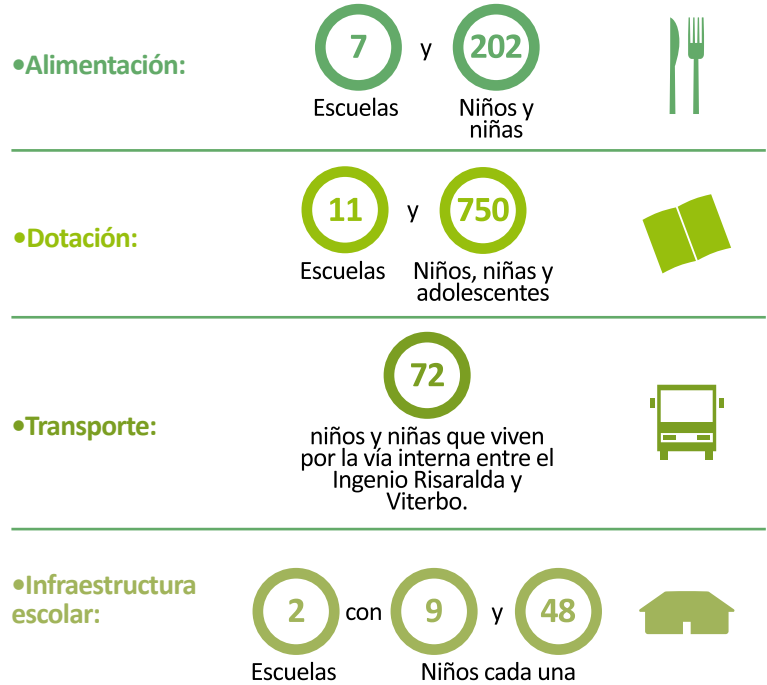 •Alimentación:
7 y 202
Escuelas
Niños y
niñas
•Dotación:
11 y 750
Escuelas
Niños, niñas y
adolescentes
•Transporte:
72
niños y niñas que viven
por la vía interna entre el
Ingenio Risaralda y
Viterbo.
•Infraestructura
escolar:
2 con 9 y 48
Escuelas
Niños cada una